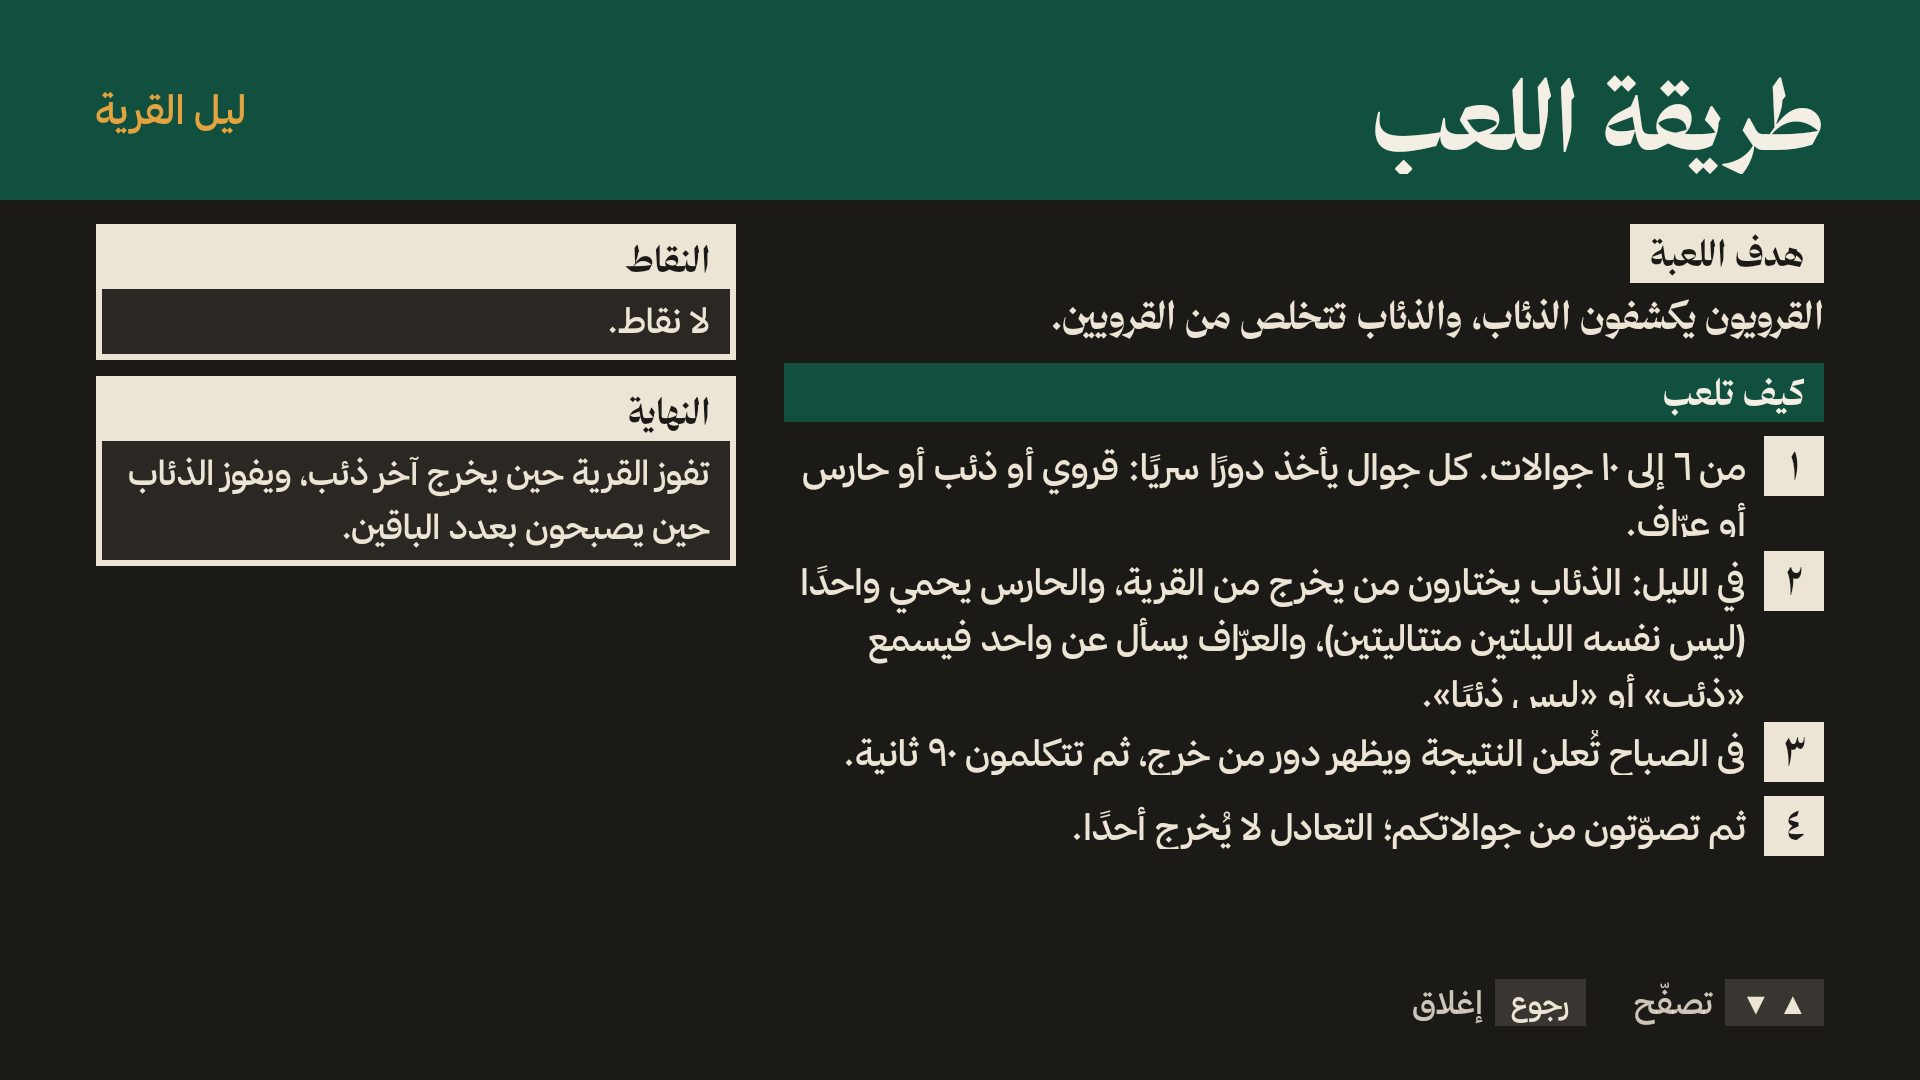 طريقة اللعب
ليل القرية
هدف اللعبة
القرويون يكشفون الذئاب، والذئاب تتخلص من القرويين.
كيف تلعب
١
من ٦ إلى ١٠ جوالات. كل جوال يأخذ دورًا سريًا: قروي أو ذئب أو حارس
أو عرّاف.
٢
في الليل: الذئاب يختارون من يخرج من القرية، والحارس يحمي واحدًا
(ليس نفسه الليلتين متتاليتين)، والعرّاف يسأل عن واحد فيسمع
«ذئب» أو «ليس ذئبًا».
٣
في الصباح تُعلن النتيجة ويظهر دور من خرج، ثم تتكلمون ٩٠ ثانية.
٤
ثم تصوّتون من جوالاتكم؛ التعادل لا يُخرج أحدًا.
النقاط
لا نقاط.
النهاية
تفوز القرية حين يخرج آخر ذئب، ويفوز الذئاب
حين يصبحون بعدد الباقين.
▲ ▼ تصفّح
رجوع إغلاق